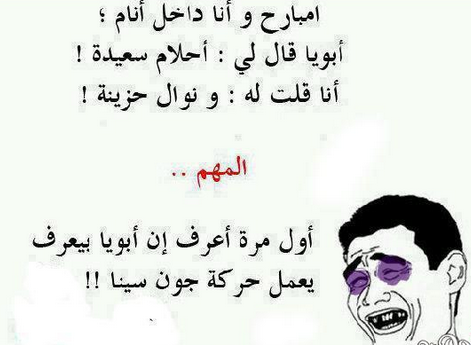 امبارح و أنا داخل أنام ؛
أبويا قال لي : أحلام سعيدة !
أنا قلت له : و نوال حزينة !
المهم ..
أول مرة أعرف إن أبويا بيعرف
يعمل حركة جون سينا !!